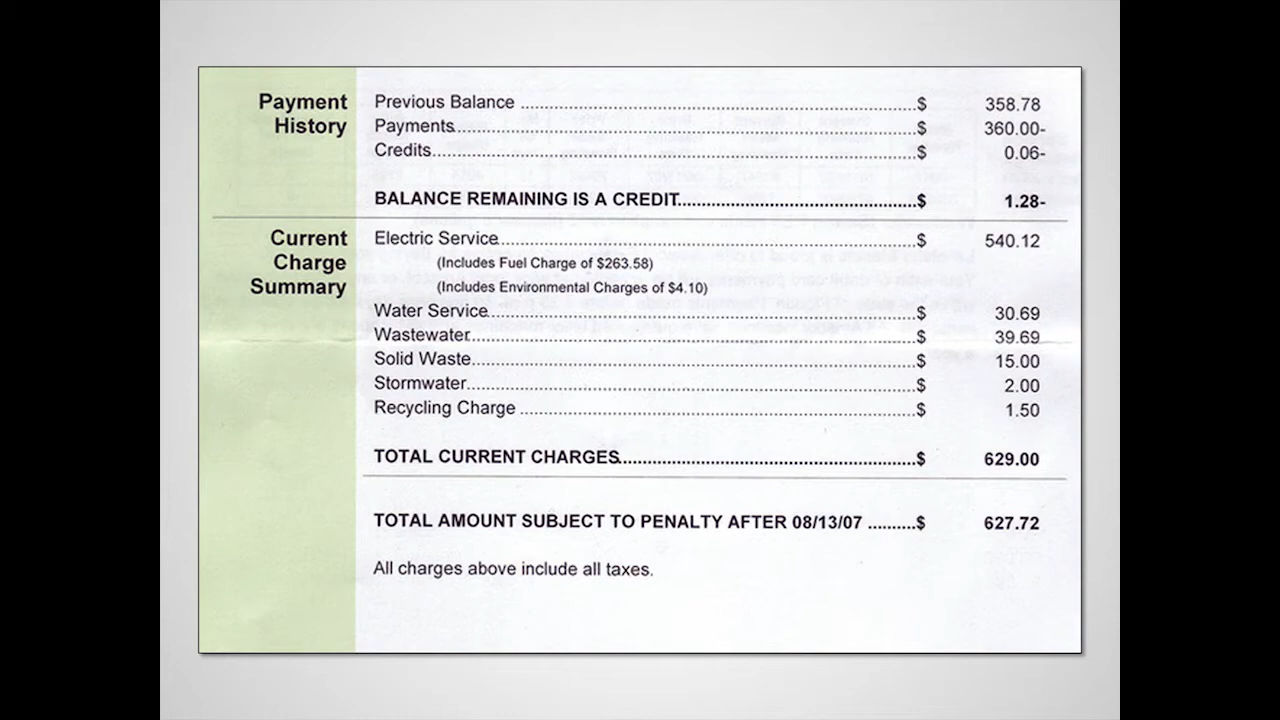 Payment History
Previous Balance ........ $ 358.78
Payments ........ $ 360.00-
Credits ........ $ 0.06-
BALANCE REMAINING IS A CREDIT ........ $ 1.28-
Current Charge Summary
Electric Service ........ $ 540.12
(Includes Fuel Charge of $263.58)
(Includes Environmental Charges of $4.10)
Water Service ........ $ 30.69
Wastewater ........ $ 39.69
Solid Waste ........ $ 15.00
Stormwater ........ $ 2.00
Recycling Charge ........ $ 1.50
TOTAL CURRENT CHARGES ........ $ 629.00
TOTAL AMOUNT SUBJECT TO PENALTY AFTER 08/13/07 ........ $ 627.72
All charges above include all taxes.